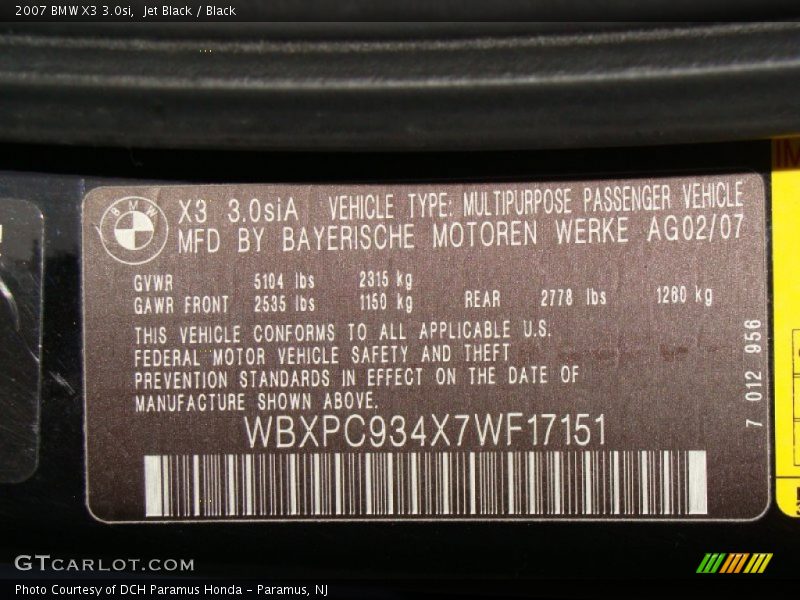 2007 BMW X3 3.0si, Jet Black / Black
BMW
X3 3.0siA VEHICLE TYPE: MULTIPURPOSE PASSENGER VEHICLE
MFD BY BAYERISCHE MOTOREN WERKE AG02/07
GVWR 5104 lbs 2315 kg
GAWR FRONT 2535 lbs 1150 kg REAR 2778 lbs 1260 kg
THIS VEHICLE CONFORMS TO ALL APPLICABLE U.S.
FEDERAL MOTOR VEHICLE SAFETY AND THEFT
PREVENTION STANDARDS IN EFFECT ON THE DATE OF
MANUFACTURE SHOWN ABOVE.
WBXPC934X7WF17151
7 012 956
GTCARLOT.COM
Photo Courtesy of DCH Paramus Honda - Paramus, NJ